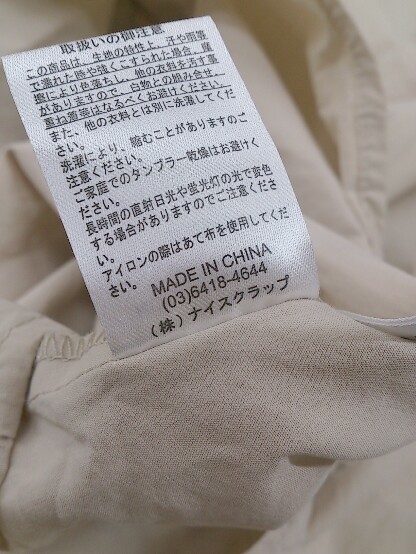 取扱いの御注意
この商品は、生地の特性上、汗や雨等
で濡れた時や強くこすられた場合、摩
擦により色落ちし、他の衣料を汚す事
がありますので、白物との組み合せ、
重ね着等はなるべくお避けください。
また、他の衣料とは別に洗濯してくだ
さい。
洗濯により、縮むことがありますのご
注意ください。
ご家庭でのタンブラー乾燥はお避けく
ださい。
長時間の直射日光や蛍光灯の光で変色
する場合がありますのでご注意くださ
い。
アイロンの際はあて布を使用してくだ
さい。
MADE IN CHINA
(03)6418-4644
(株)ナイスクラップ